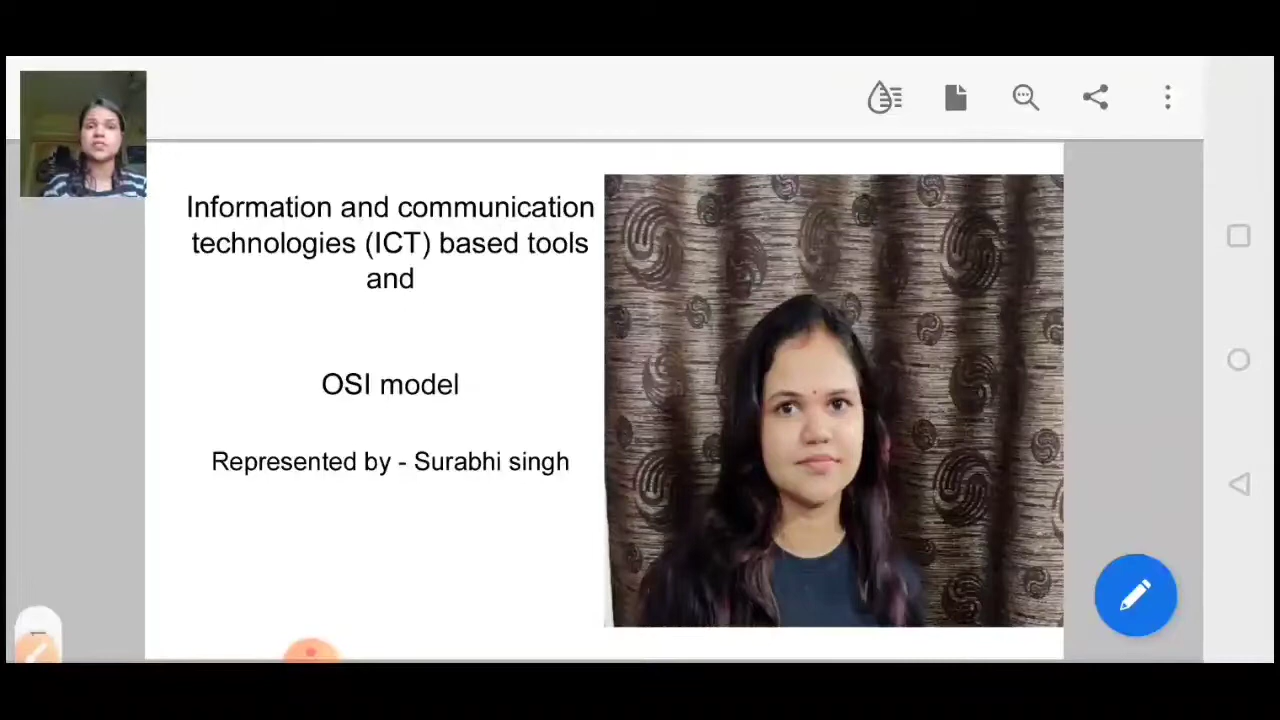 Information and communication
technologies (ICT) based tools
and
OSI model
Represented by - Surabhi singh